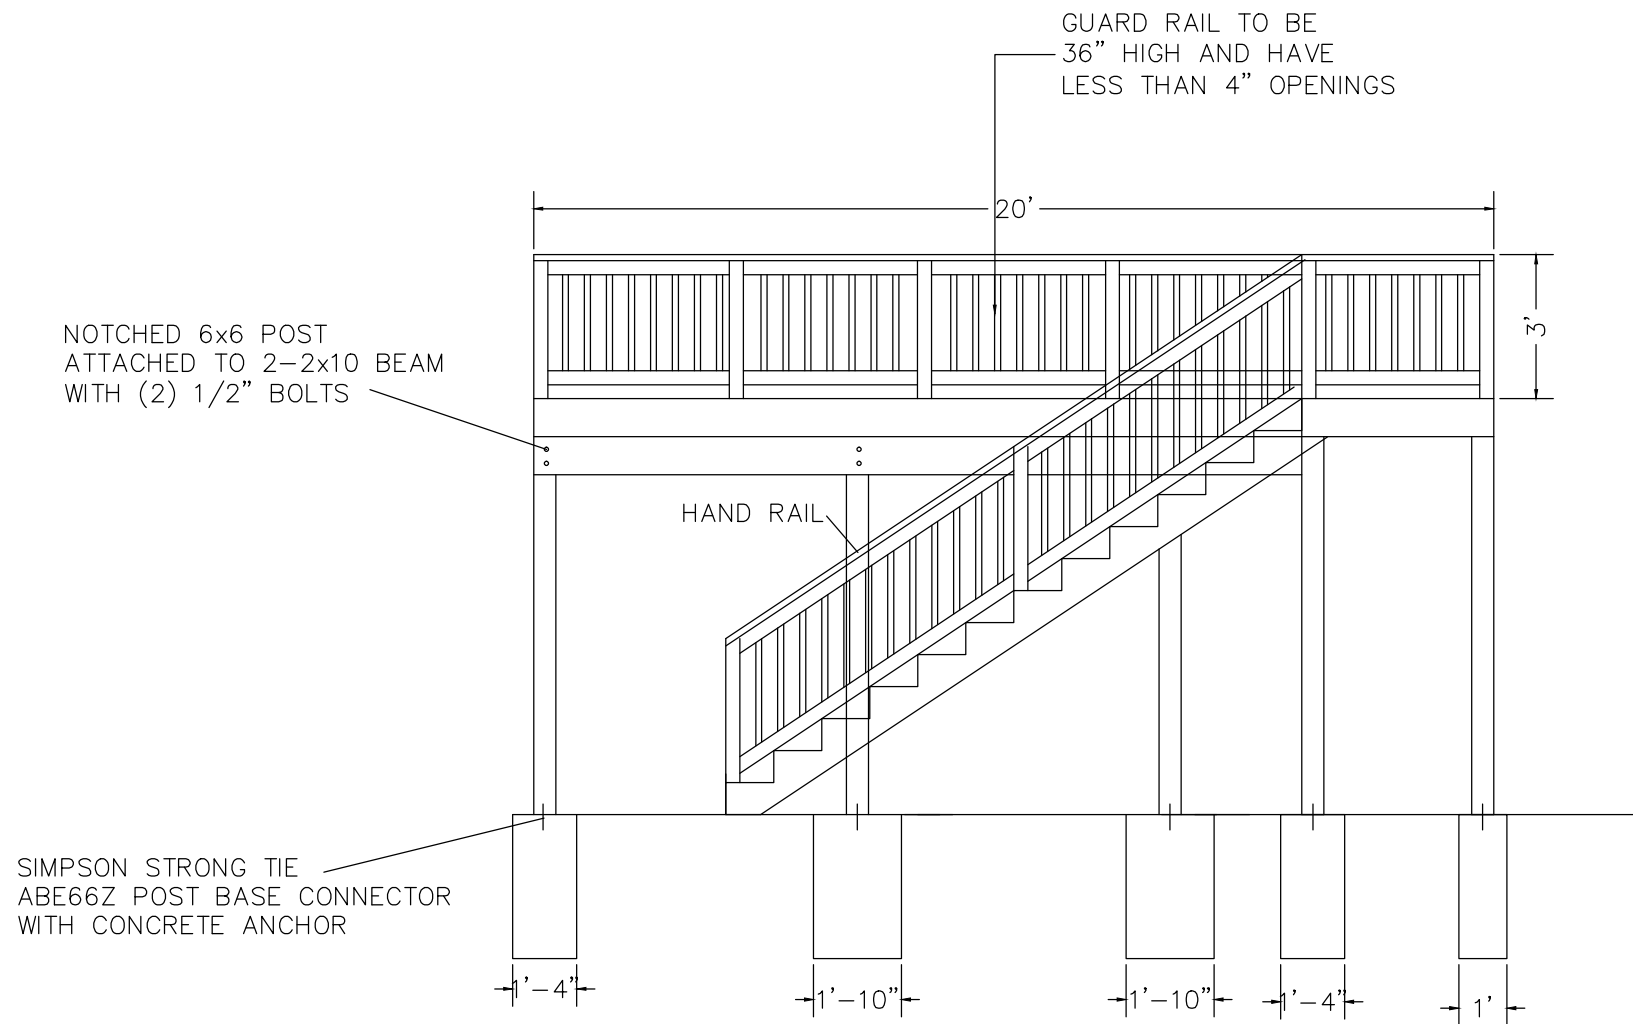 GUARD RAIL TO BE
36” HIGH AND HAVE
LESS THAN 4” OPENINGS
20'
3'
NOTCHED 6x6 POST
ATTACHED TO 2–2x10 BEAM
WITH (2) 1/2” BOLTS
HAND RAIL
SIMPSON STRONG TIE
ABE66Z POST BASE CONNECTOR
WITH CONCRETE ANCHOR
1'–4”
1'–10”
1'–10”
1'–4”
1'